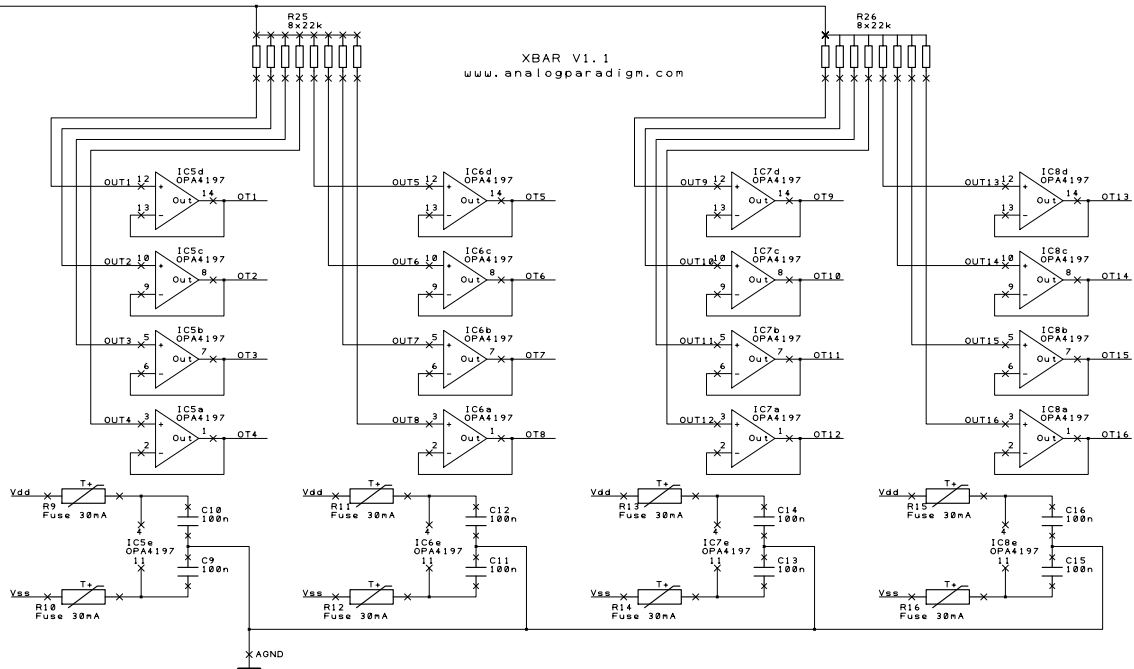 R25
8x22k
R26
8x22k
XBAR V1.1
www.analogparadigm.com
IC5d
OPA4197
OUT1 12 + 14 OT1
Out
13 -
IC6d
OPA4197
OUT5 12 + 14 OT5
Out
13 -
IC7d
OPA4197
OUT9 12 + 14 OT9
Out
13 -
IC8d
OPA4197
OUT13 12 + 14 OT13
Out
13 -
IC5c
OPA4197
OUT2 10 + 8 OT2
Out
9 -
IC6c
OPA4197
OUT6 10 + 8 OT6
Out
9 -
IC7c
OPA4197
OUT10 10 + 8 OT10
Out
9 -
IC8c
OPA4197
OUT14 10 + 8 OT14
Out
9 -
IC5b
OPA4197
OUT3 5 + 7 OT3
Out
6 -
IC6b
OPA4197
OUT7 5 + 7 OT7
Out
6 -
IC7b
OPA4197
OUT11 5 + 7 OT11
Out
6 -
IC8b
OPA4197
OUT15 5 + 7 OT15
Out
6 -
IC5a
OPA4197
OUT4 3 + 1 OT4
Out
2 -
IC6a
OPA4197
OUT8 3 + 1 OT8
Out
2 -
IC7a
OPA4197
OUT12 3 + 1 OT12
Out
2 -
IC8a
OPA4197
OUT16 3 + 1 OT16
Out
2 -
Vdd T+
R9
Fuse 30mA
C10
100n
4
IC5e
OPA4197
11
C9
100n
Vss T+
R10
Fuse 30mA
Vdd T+
R11
Fuse 30mA
C12
100n
4
IC6e
OPA4197
11
C11
100n
Vss T+
R12
Fuse 30mA
Vdd T+
R13
Fuse 30mA
C14
100n
4
IC7e
OPA4197
11
C13
100n
Vss T+
R14
Fuse 30mA
Vdd T+
R15
Fuse 30mA
C16
100n
4
IC8e
OPA4197
11
C15
100n
Vss T+
R16
Fuse 30mA
AGND